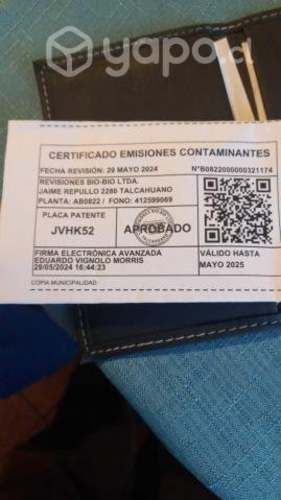 yapo.cl
CERTIFICADO EMISIONES CONTAMINANTES
FECHA REVISIÓN: 29 MAYO 2024 N°B0822000000321174
REVISIONES BIO-BIO LTDA.
JAIME REPULLO 2280 TALCAHUANO
PLANTA: AB0822 / FONO: 412599069
PLACA PATENTE
JVHK52
APROBADO
FIRMA ELECTRÓNICA AVANZADA
EDUARDO VIGNOLO MORRIS
29/05/2024 16:44:23
VÁLIDO HASTA
MAYO 2025
COPIA MUNICIPALIDAD